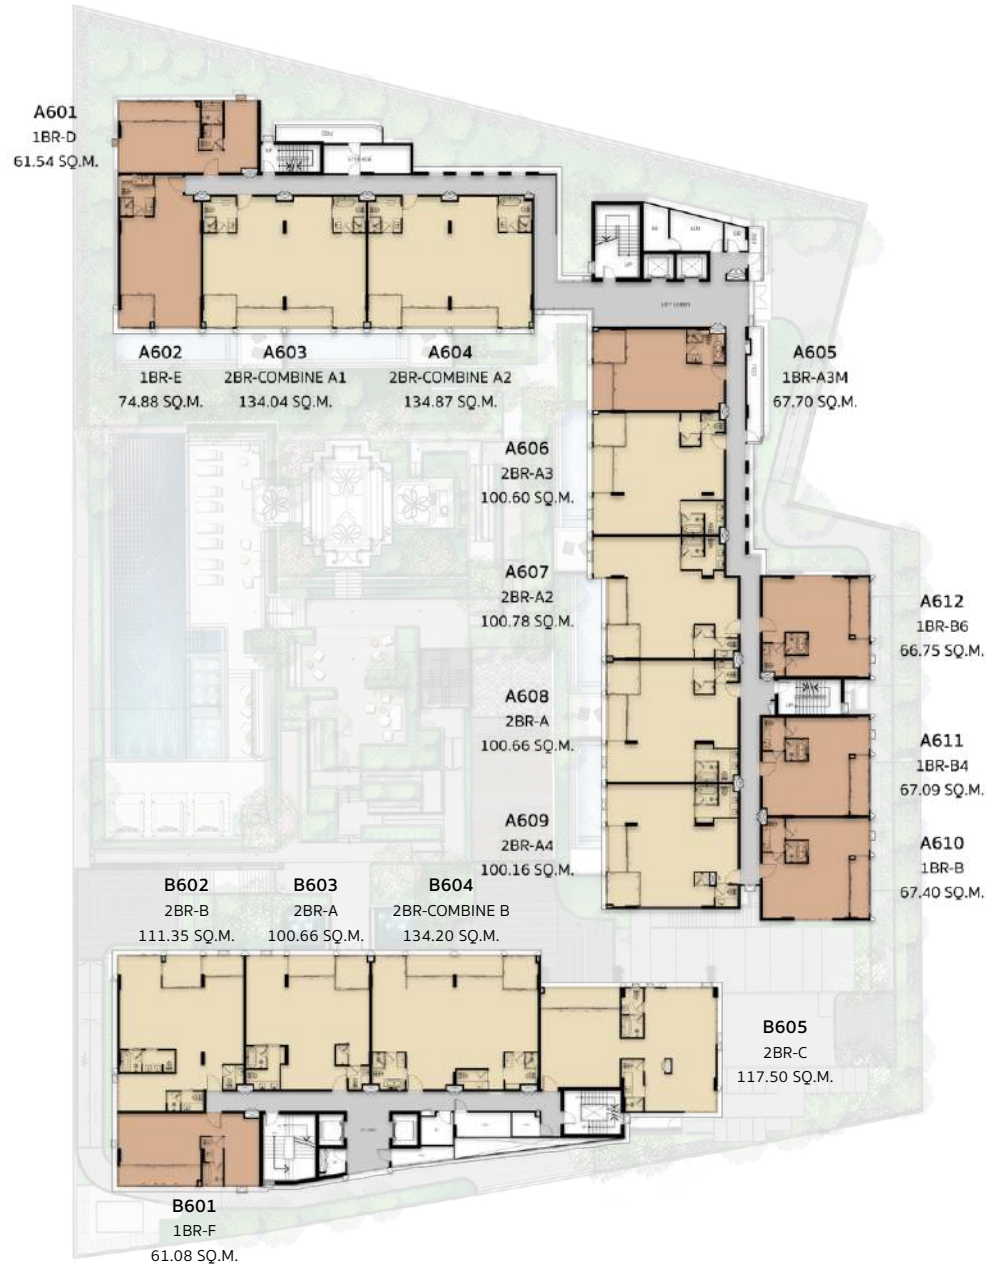 A601
1BR-D
61.54 SQ.M.
UP
LIFT LOBBY
A602
1BR-E
74.88 SQ.M.
A603
2BR-COMBINE A1
134.04 SQ.M.
A604
2BR-COMBINE A2
134.87 SQ.M.
A605
1BR-A3M
67.70 SQ.M.
A606
2BR-A3
100.60 SQ.M.
A607
2BR-A2
100.78 SQ.M.
A612
1BR-B6
66.75 SQ.M.
A608
2BR-A
100.66 SQ.M.
UP
A611
1BR-B4
67.09 SQ.M.
A609
2BR-A4
100.16 SQ.M.
A610
1BR-B
67.40 SQ.M.
B602
2BR-B
111.35 SQ.M.
B603
2BR-A
100.66 SQ.M.
B604
2BR-COMBINE B
134.20 SQ.M.
B605
2BR-C
117.50 SQ.M.
B601
1BR-F
61.08 SQ.M.